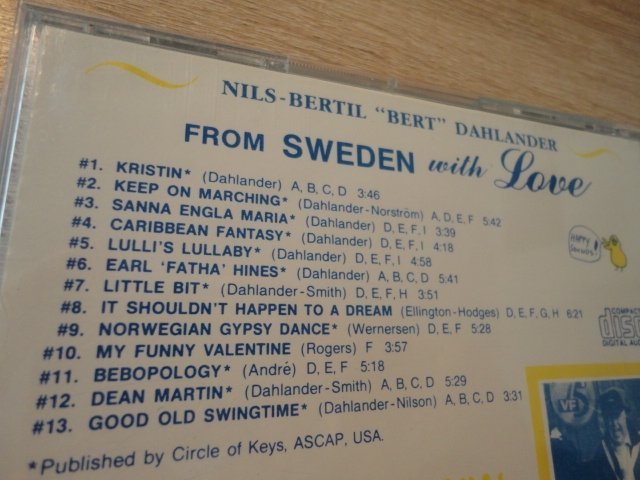 NILS-BERTIL "BERT" DAHLANDER
FROM SWEDEN with Love
#1. KRISTIN* (Dahlander) A, B, C, D 3:46
#2. KEEP ON MARCHING* (Dahlander-Norström) A, D, E, F 5:42
#3. SANNA ENGLA MARIA* (Dahlander) D, E, F, I 3:39
#4. CARIBBEAN FANTASY* (Dahlander) D, E, F, I 4:18
#5. LULLI'S LULLABY* (Dahlander) D, E, F, I 4:58
#6. EARL 'FATHA' HINES* (Dahlander) A, B, C, D 5:41
#7. LITTLE BIT* (Dahlander-Smith) D, E, F, H 3:51
#8. IT SHOULDN'T HAPPEN TO A DREAM (Ellington-Hodges) D, E, F, G, H 6:21
#9. NORWEGIAN GYPSY DANCE* (Wernersen) D, E, F 5:28
#10. MY FUNNY VALENTINE (Rogers) F 3:57
#11. BEBOPOLOGY* (André) D, E, F 5:18
#12. DEAN MARTIN* (Dahlander-Smith) A, B, C, D 5:29
#13. GOOD OLD SWINGTIME* (Dahlander-Nilson) A, B, C, D 3:31
*Published by Circle of Keys, ASCAP, USA.
HAPPY
SOUNDS!
COMPACT
disc
DIGITAL AUDIO
VF